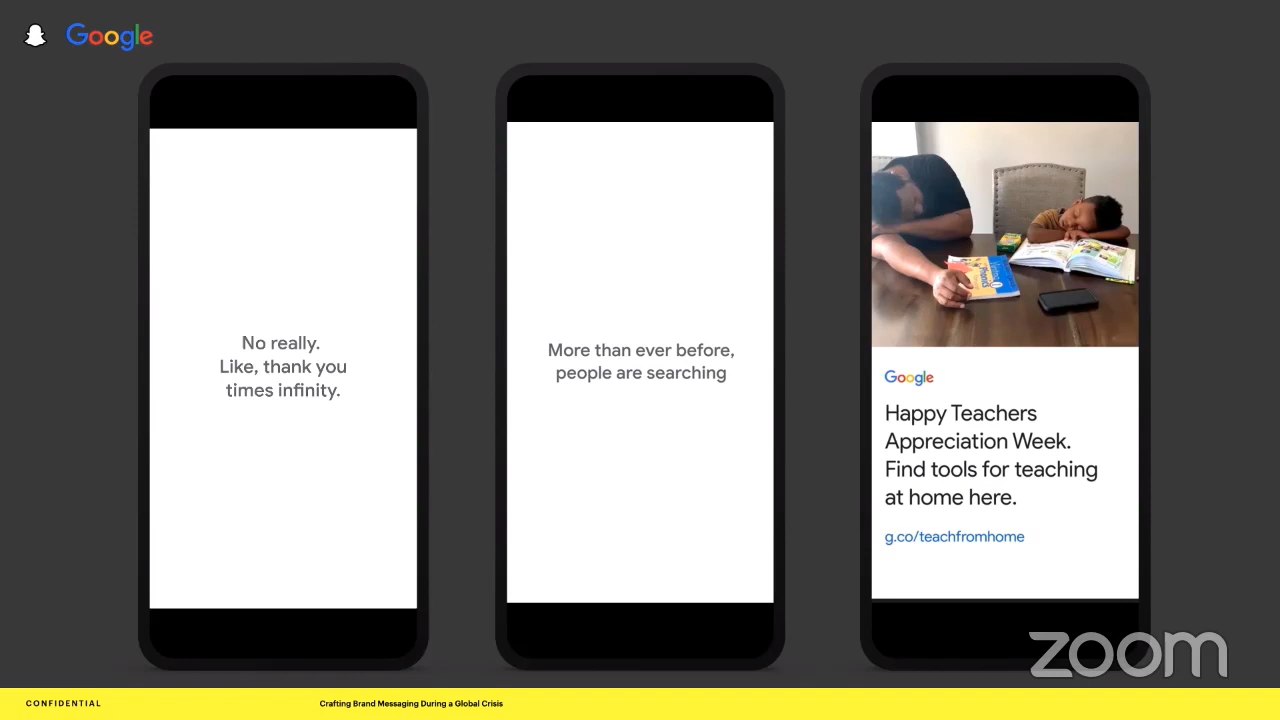 Google
No really.
Like, thank you
times infinity.
More than ever before,
people are searching
Google
Happy Teachers
Appreciation Week.
Find tools for teaching
at home here.
g.co/teachfromhome
zoom
CONFIDENTIAL
Crafting Brand Messaging During a Global Crisis